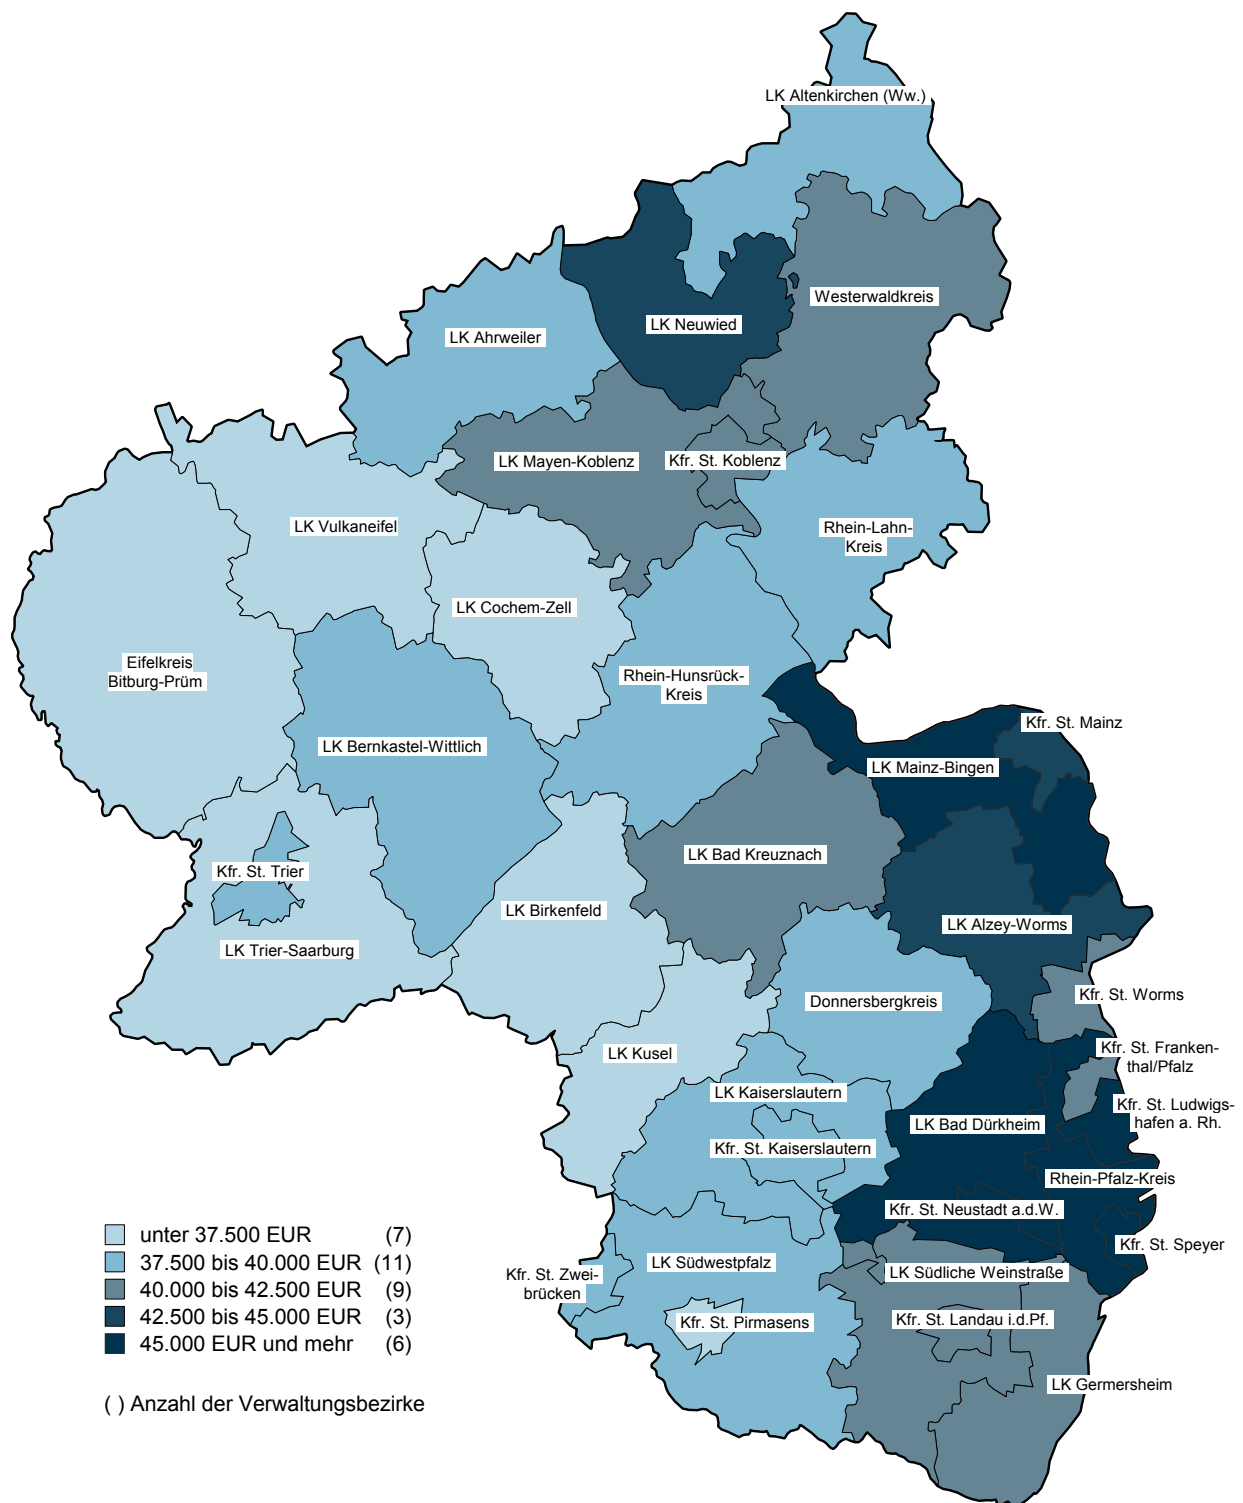 LK Altenkirchen (Ww.)
Westerwaldkreis
LK Neuwied
LK Ahrweiler
LK Mayen-Koblenz
Kfr. St. Koblenz
LK Vulkaneifel
Rhein-Lahn-
Kreis
LK Cochem-Zell
Eifelkreis
Bitburg-Prüm
Rhein-Hunsrück-
Kreis
Kfr. St. Mainz
LK Bernkastel-Wittlich
LK Mainz-Bingen
LK Bad Kreuznach
Kfr. St. Trier
LK Birkenfeld
LK Alzey-Worms
LK Trier-Saarburg
Kfr. St. Worms
Donnersbergkreis
LK Kusel
Kfr. St. Franken-
thal/Pfalz
LK Kaiserslautern
Kfr. St. Ludwigs-
hafen a. Rh.
LK Bad Dürkheim
Kfr. St. Kaiserslautern
Rhein-Pfalz-Kreis
Kfr. St. Neustadt a.d.W.
Kfr. St. Speyer
LK Südwestpfalz
LK Südliche Weinstraße
Kfr. St. Zwei-
brücken
Kfr. St. Pirmasens
Kfr. St. Landau i.d.Pf.
LK Germersheim
unter 37.500 EUR (7)
37.500 bis 40.000 EUR (11)
40.000 bis 42.500 EUR (9)
42.500 bis 45.000 EUR (3)
45.000 EUR und mehr (6)
( ) Anzahl der Verwaltungsbezirke